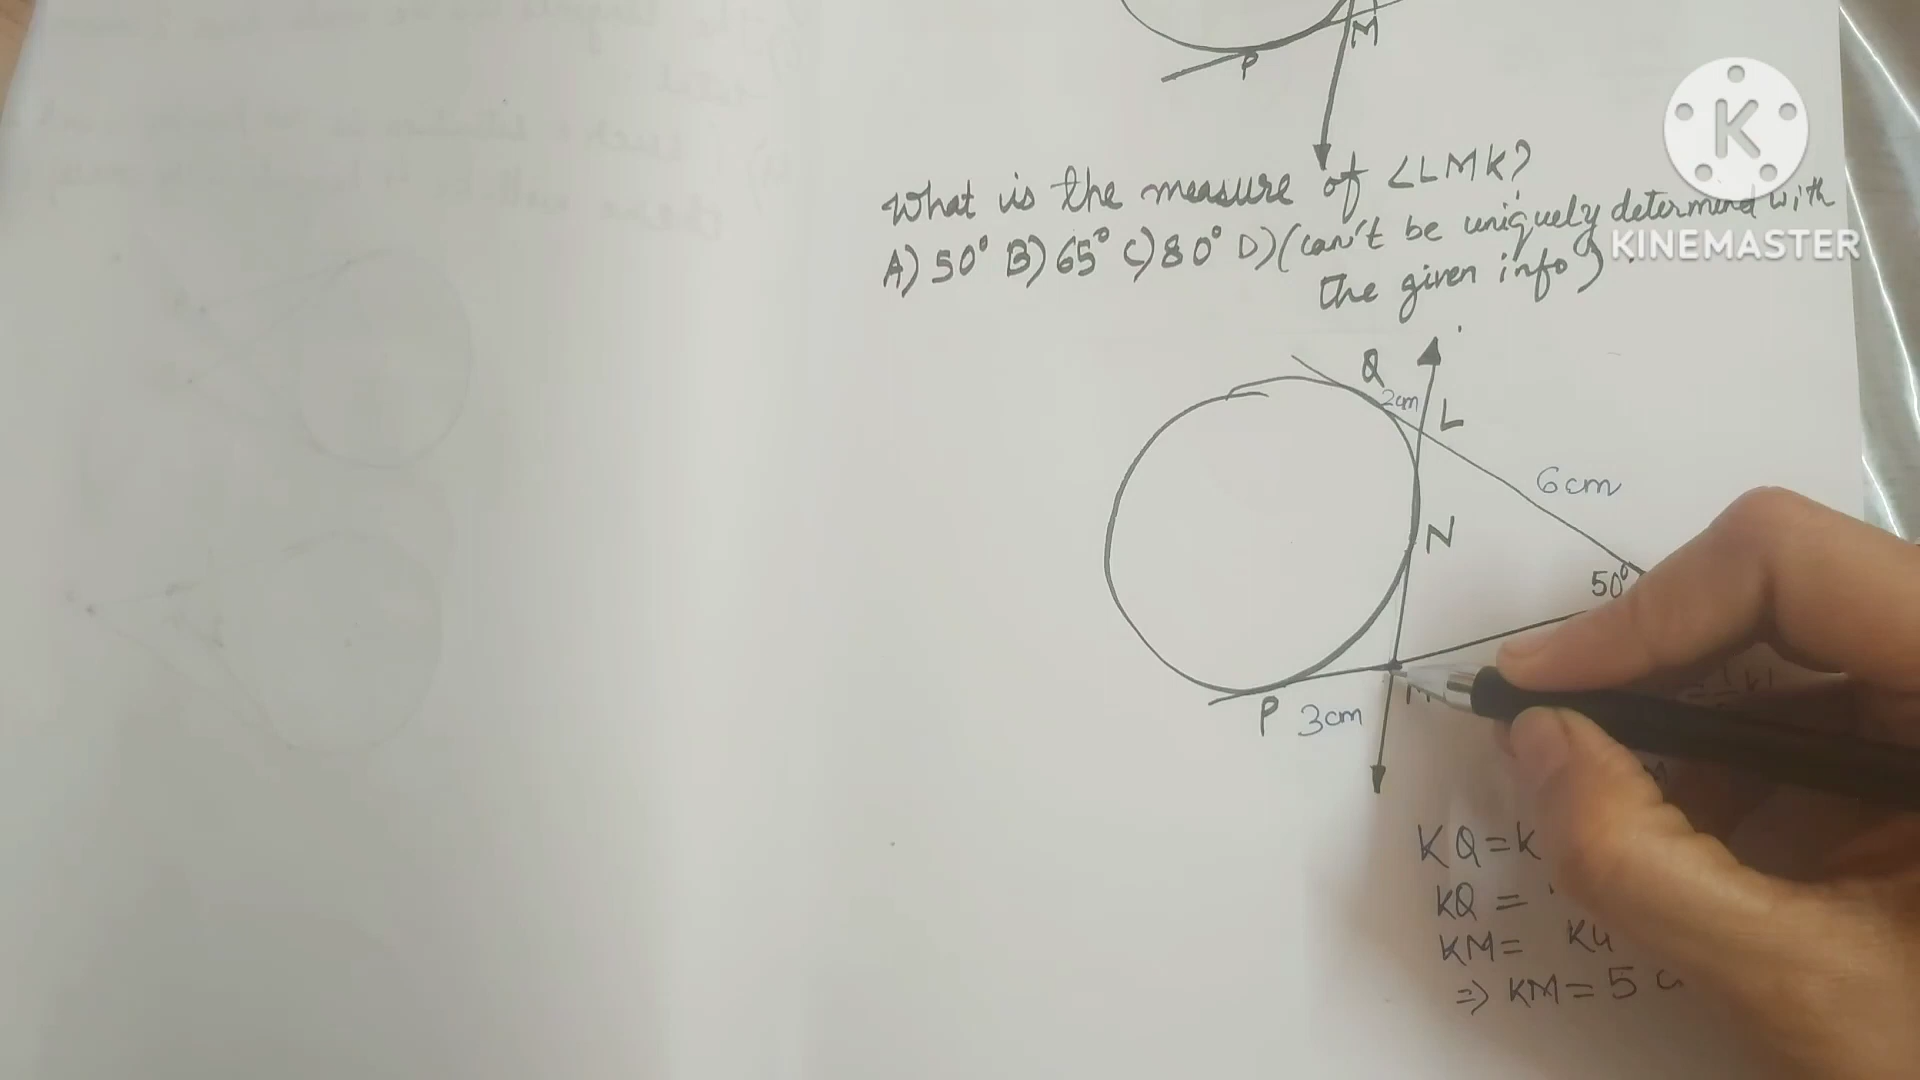 M
P
What is the measure of ∠LMK?
A) 50° B) 65° C) 80° D) (can't be uniquely determined with
the given info).
K
KINEMASTER
Q
2cm
L
6cm
N
50°
P 3cm
KQ = K
KQ =
KM =
⇒ KM = 5